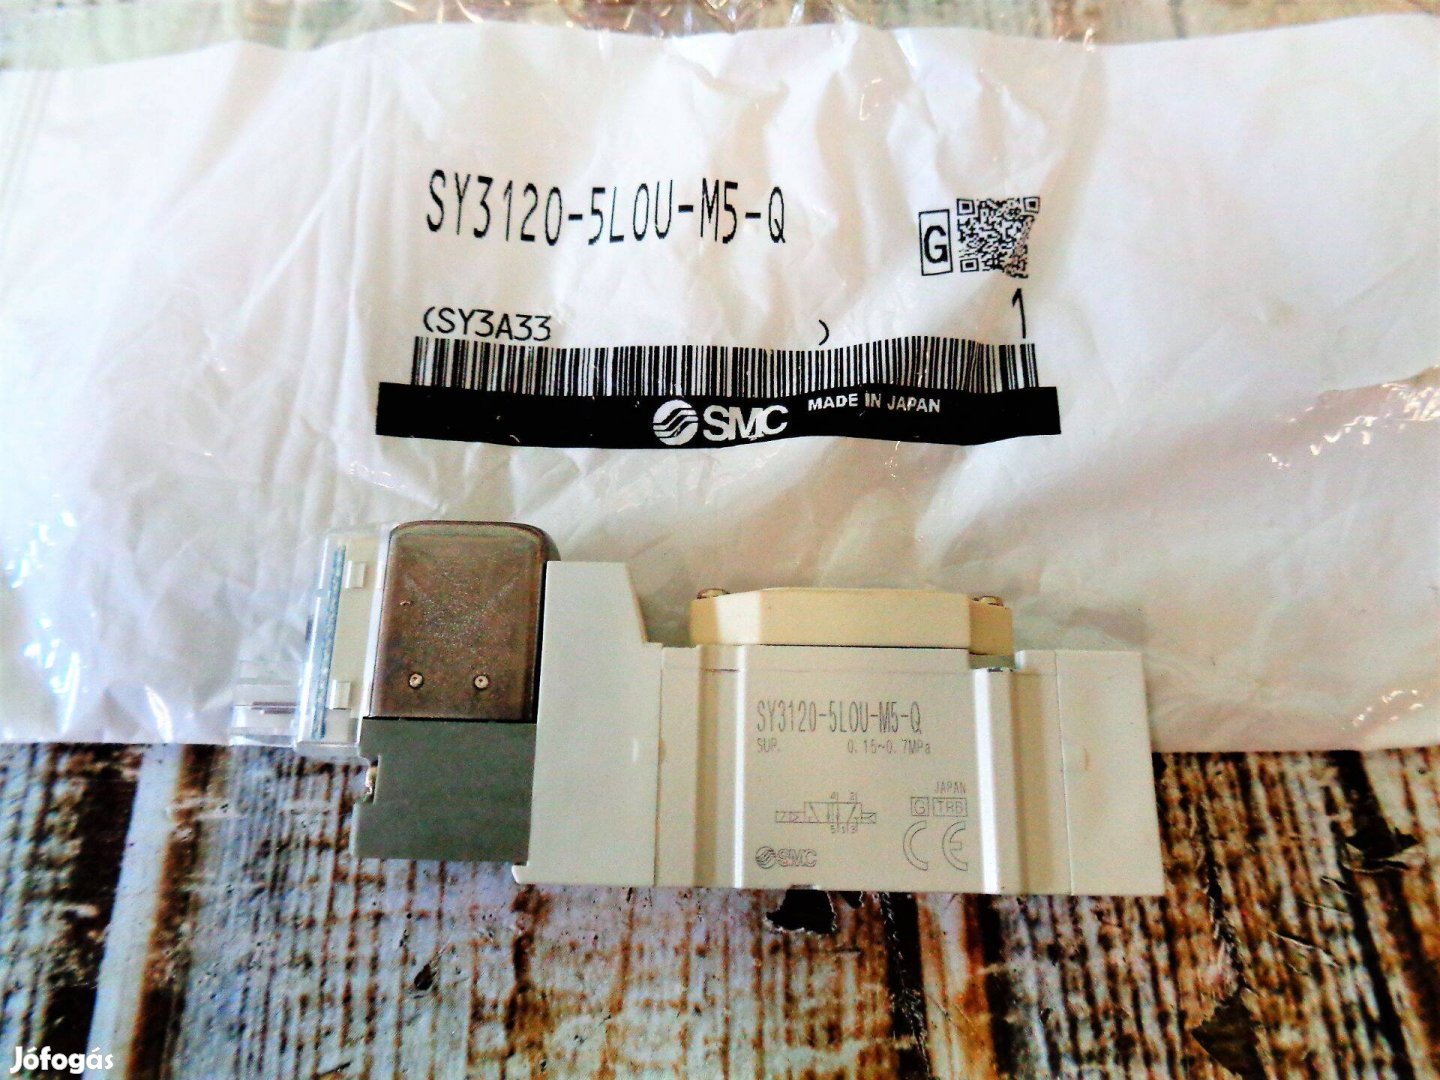 SY3120-5LOU-M5-Q
G
(SY3A33 )
1
SMC MADE IN JAPAN
SY3120-5LOU-M5-Q
SUP. 0.15~0.7MPa
JAPAN
G
SMC CE
Jófogás